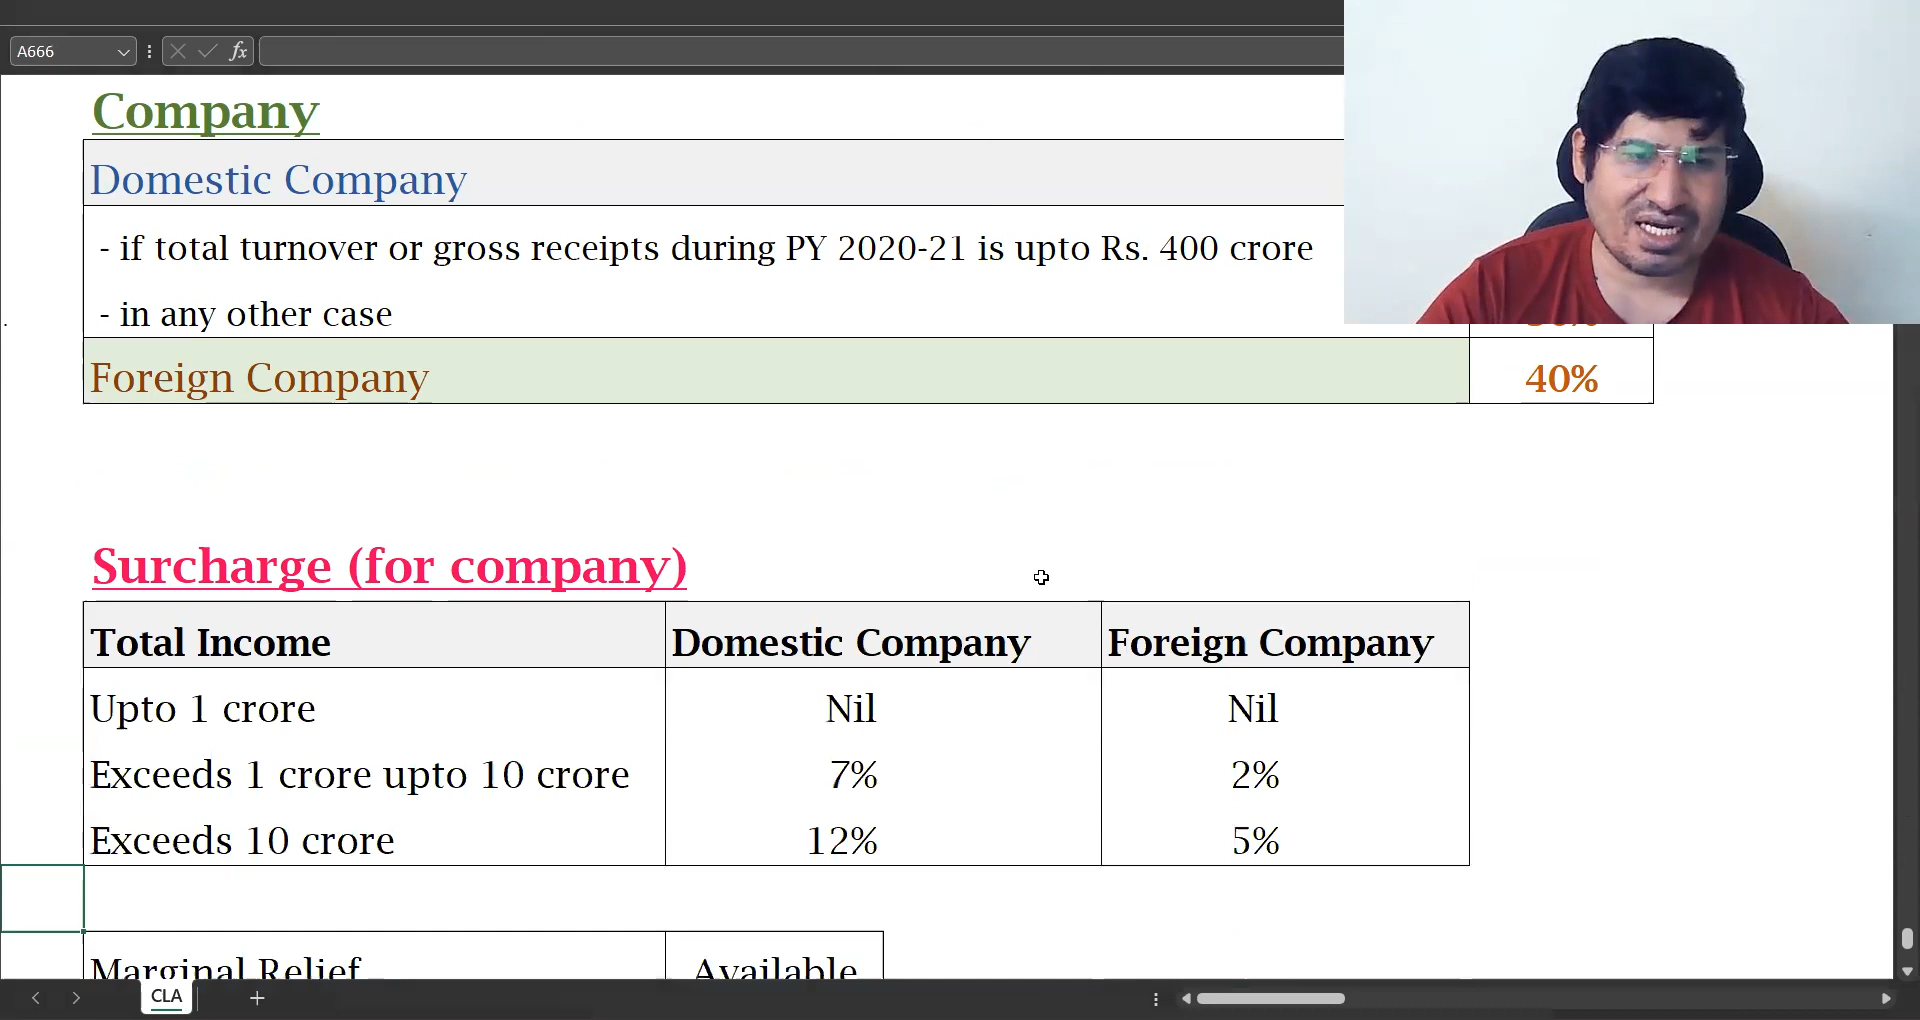 A666
fx
Company
Domestic Company
- if total turnover or gross receipts during PY 2020-21 is upto Rs. 400 crore
- in any other case
Foreign Company 40%
Surcharge (for company)
Total Income Domestic Company Foreign Company
Upto 1 crore Nil Nil
Exceeds 1 crore upto 10 crore 7% 2%
Exceeds 10 crore 12% 5%
Marginal Relief Available
CLA